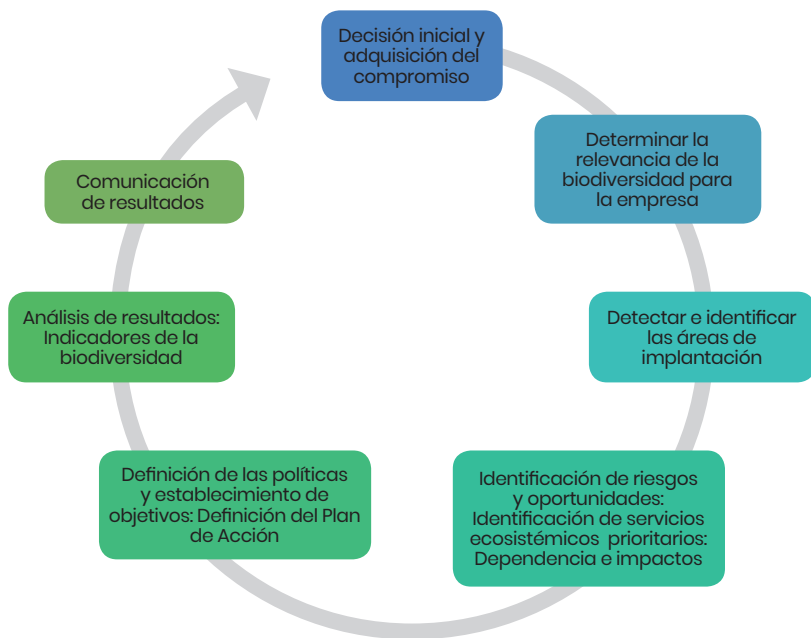 Decisión inicial y
adquisición del
compromiso
Determinar la
relevancia de la
biodiversidad para
la empresa
Detectar e identificar
las áreas de
implantación
Identificación de riesgos
y oportunidades:
Identificación de servicios
ecosistémicos prioritarios:
Dependencia e impactos
Definición de las políticas
y establecimiento de
objetivos: Definición del Plan
de Acción
Análisis de resultados:
Indicadores de la
biodiversidad
Comunicación
de resultados